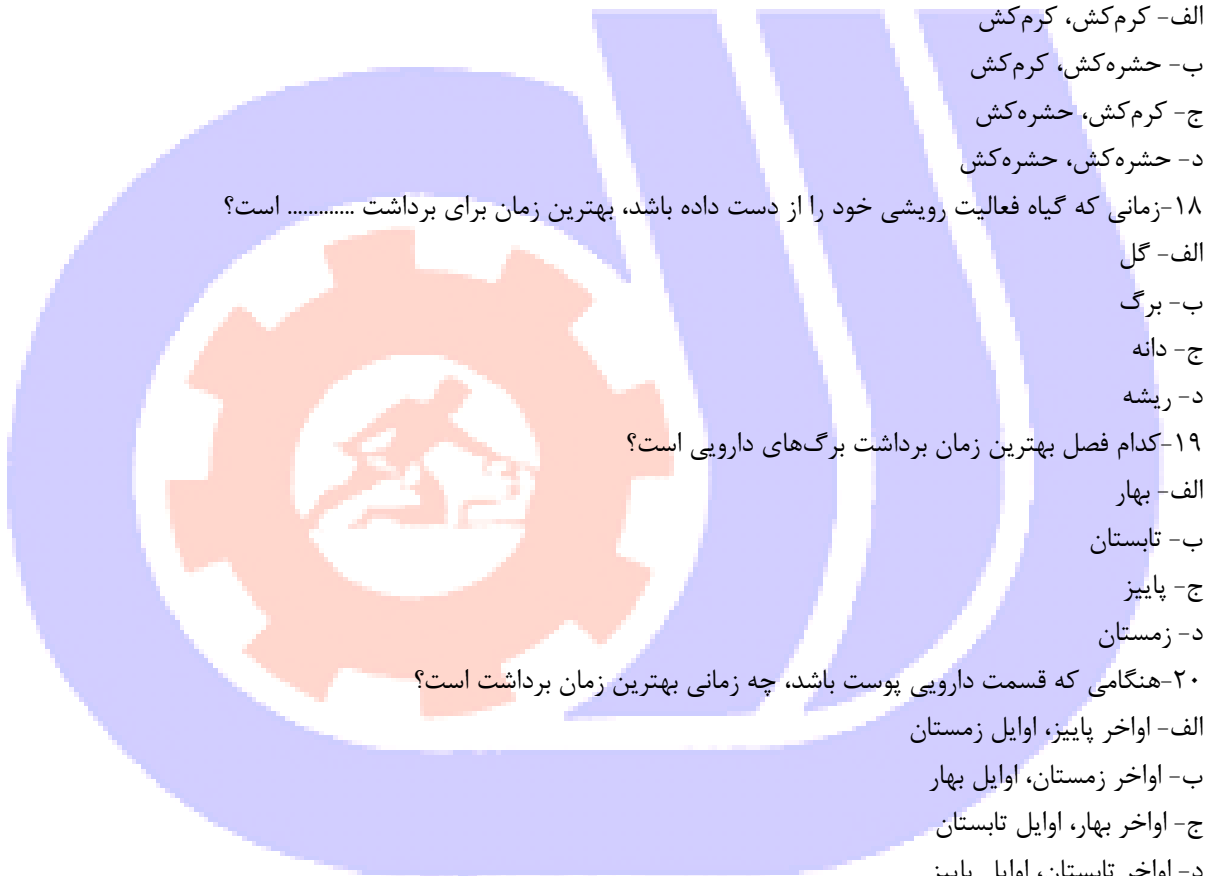 الف- کرم‌کش، کرم‌کش
ب- حشره‌کش، کرم‌کش
ج- کرم‌کش، حشره‌کش
د- حشره‌کش، حشره‌کش
۱۸-زمانی که گیاه فعالیت رویشی خود را از دست داده باشد، بهترین زمان برای برداشت ............. است؟
الف- گل
ب- برگ
ج- دانه
د- ریشه
۱۹-کدام فصل بهترین زمان برداشت برگ‌های دارویی است؟
الف- بهار
ب- تابستان
ج- پاییز
د- زمستان
۲۰-هنگامی که قسمت دارویی پوست باشد، چه زمانی بهترین زمان برداشت است؟
الف- اواخر پاییز، اوایل زمستان
ب- اواخر زمستان، اوایل بهار
ج- اواخر بهار، اوایل تابستان
د- اواخر تابستان، اوایل پاییز